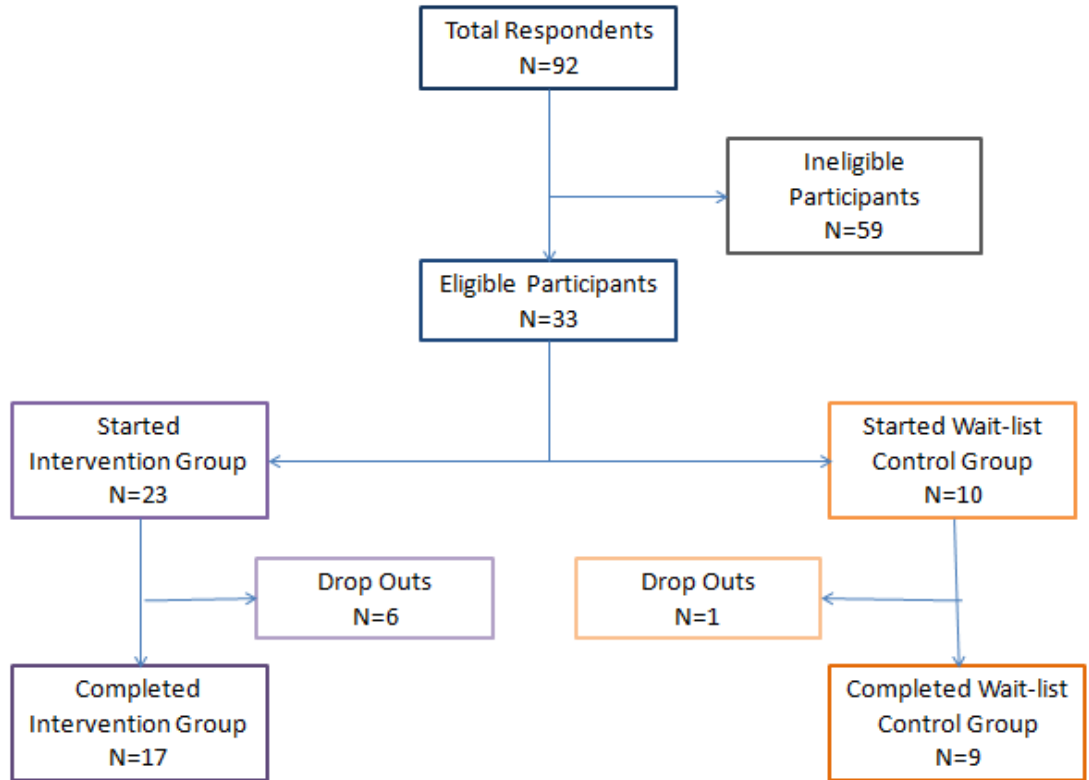 Total Respondents
N=92
Ineligible
Participants
N=59
Eligible Participants
N=33
Started
Intervention Group
N=23
Started Wait-list
Control Group
N=10
Drop Outs
N=6
Drop Outs
N=1
Completed
Intervention Group
N=17
Completed Wait-list
Control Group
N=9